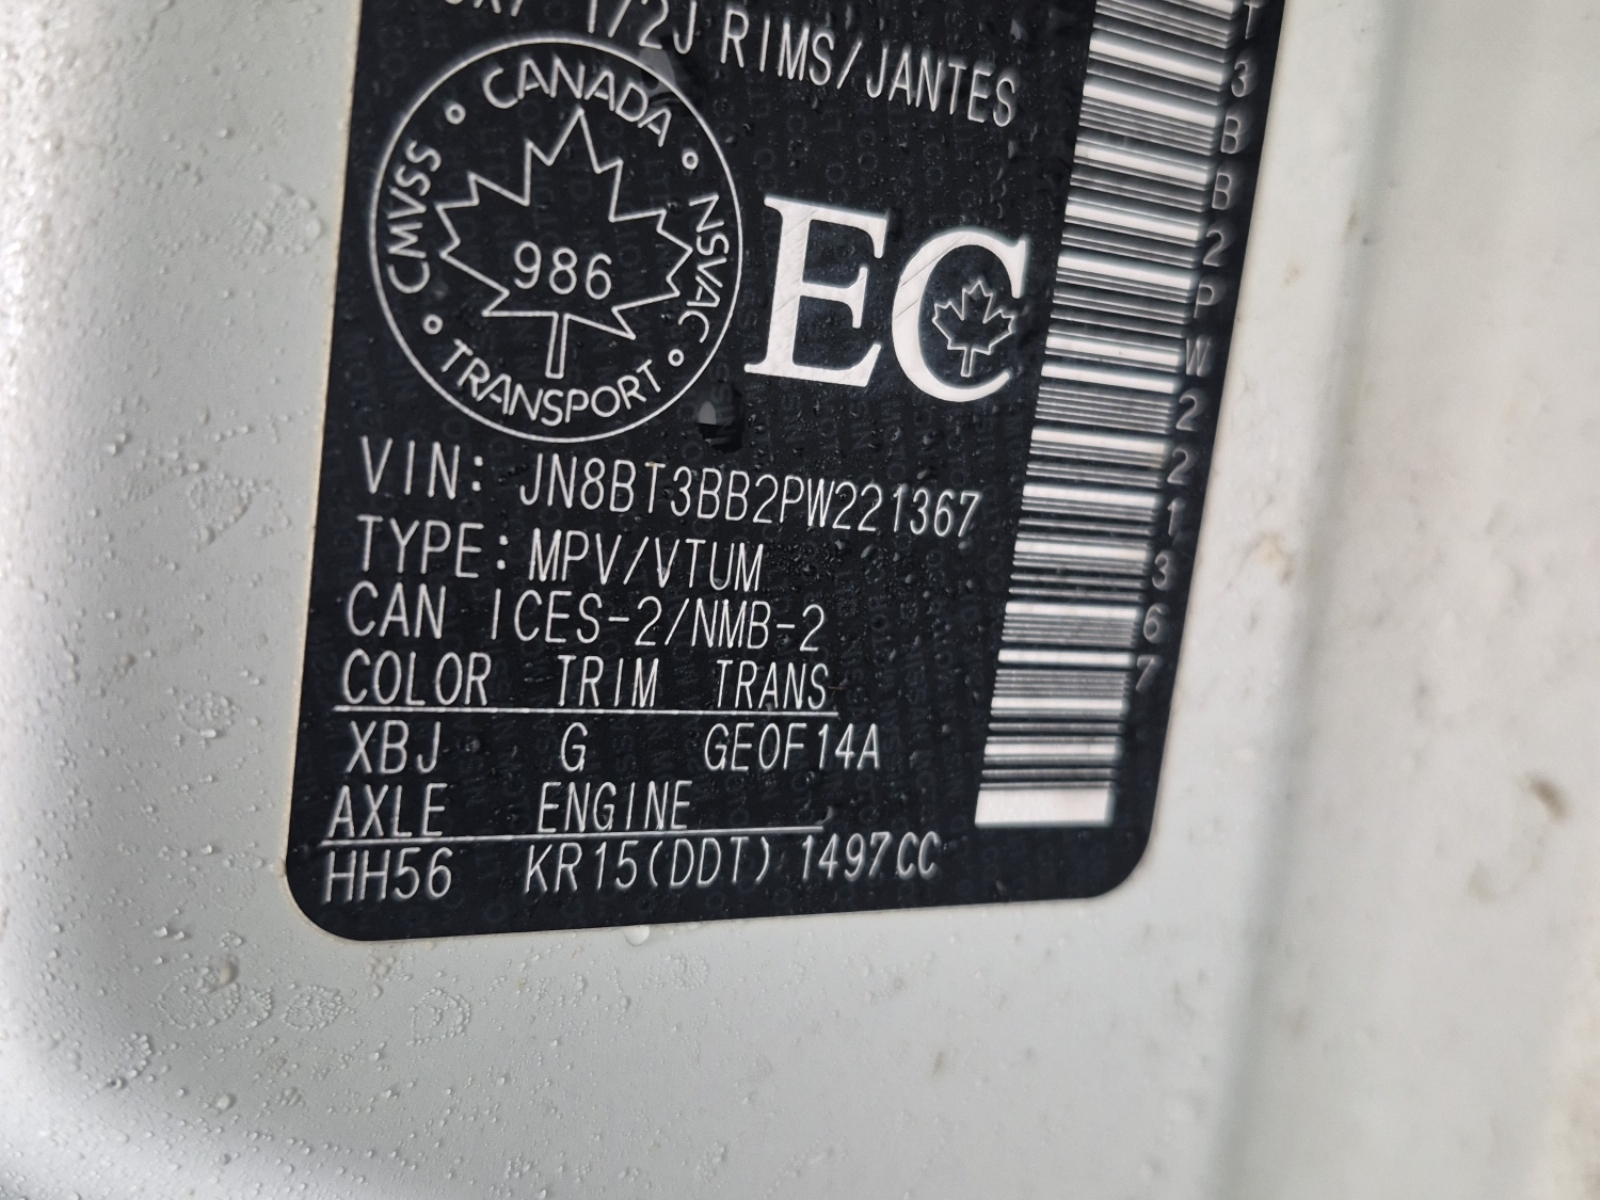 1/2J RIMS/JANTES
CANADA
CMVSS
NSVAC
986
TRANSPORT
EC
VIN: JN8BT3BB2PW221367
TYPE: MPV/VTUM
CAN ICES-2/NMB-2
COLOR TRIM TRANS
XBJ G GE0F14A
AXLE ENGINE
HH56 KR15(DDT) 1497CC
T3BB2PW221367